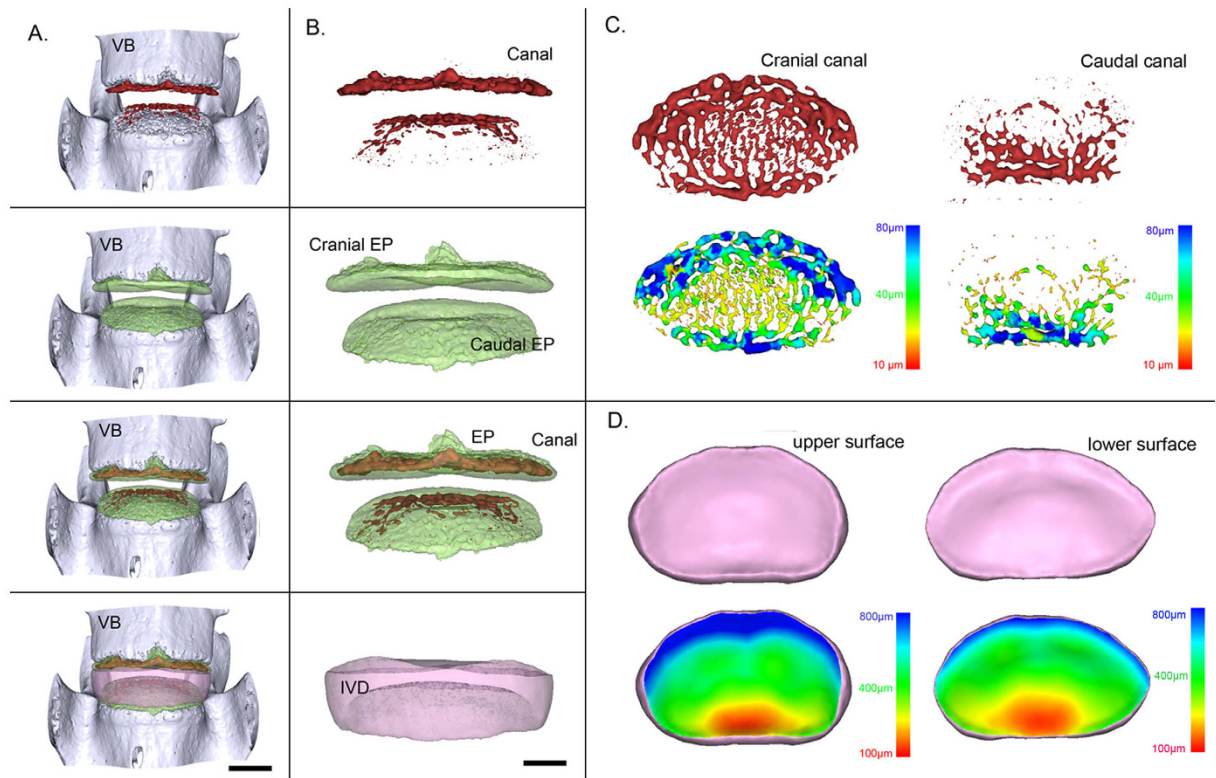 A.
VB
B.
Canal
C.
Cranial canal
Caudal canal
80μm
40μm
10 μm
80μm
40μm
10 μm
VB
Cranial EP
Caudal EP
VB
EP
Canal
D.
upper surface
lower surface
800μm
400μm
100μm
800μm
400μm
100μm
VB
IVD